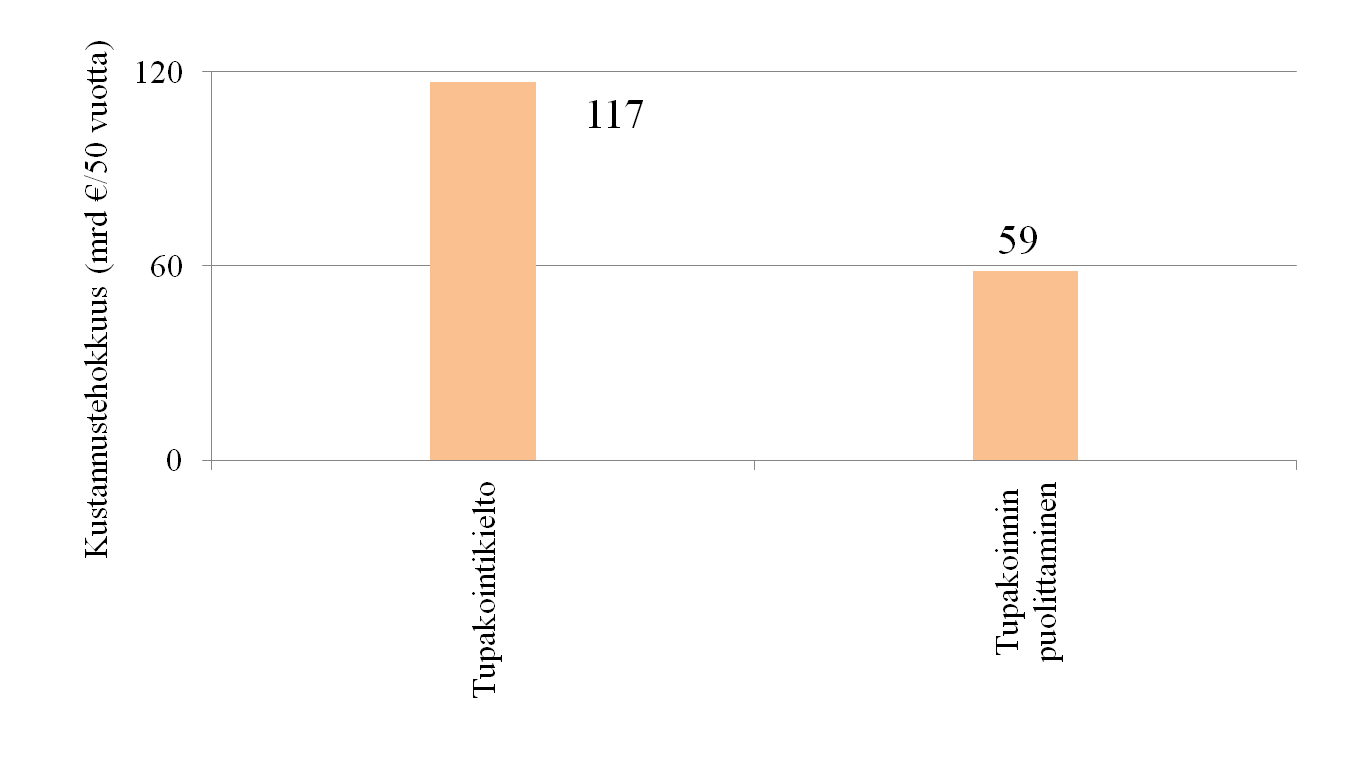 Kustannustehokkuus (mrd €/50 vuotta)
120
60
0
117
59
Tupakointikielto
Tupakoinnin
puolittaminen